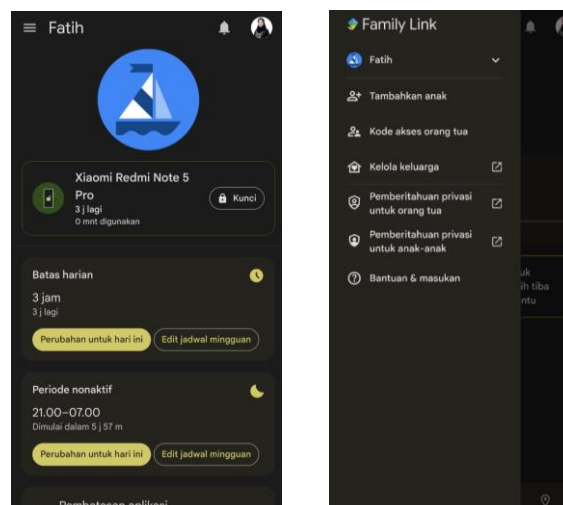 Fatih
Xiaomi Redmi Note 5
Pro
3 j lagi
0 mnt digunakan
Kunci
Batas harian
3 jam
3 j lagi
Perubahan untuk hari ini
Edit jadwal mingguan
Periode nonaktif
21.00–07.00
Dimulai dalam 5 j 57 m
Perubahan untuk hari ini
Edit jadwal mingguan
Pembatasan aplikasi
Family Link
Fatih
Tambahkan anak
Kode akses orang tua
Kelola keluarga
Pemberitahuan privasi
untuk orang tua
Pemberitahuan privasi
untuk anak-anak
Bantuan & masukan
uk
ih tiba
ntu